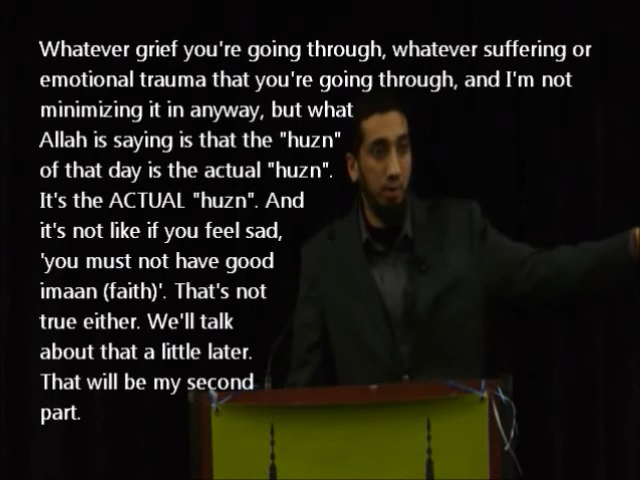 Whatever grief you're going through, whatever suffering or
emotional trauma that you're going through, and I'm not
minimizing it in anyway, but what
Allah is saying is that the "huzn"
of that day is the actual "huzn".
It's the ACTUAL "huzn". And
it's not like if you feel sad,
'you must not have good
imaan (faith)'. That's not
true either. We'll talk
about that a little later.
That will be my second
part.